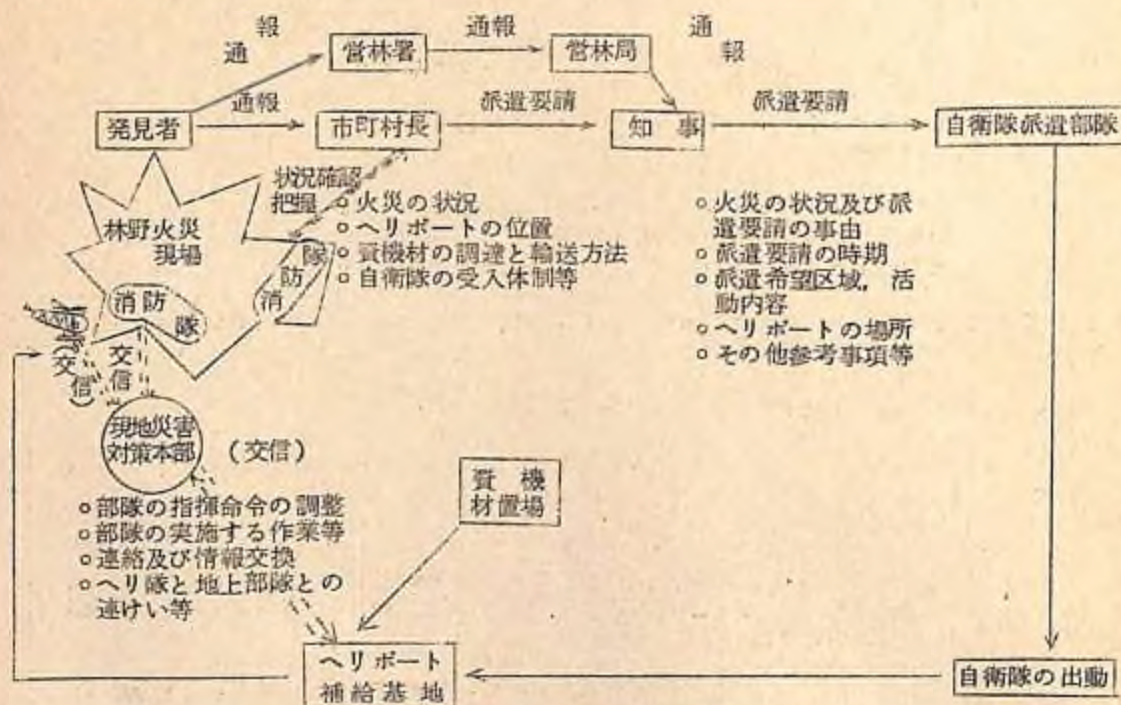 通報
営林署
通報
営林局
通報
発見者
通報
市町村長
派遣要請
知事
派遣要請
自衛隊派遣部隊
状況確認
把握
○火災の状況
○ヘリポートの位置
○資機材の調達と輸送方法
○自衛隊の受入体制等
○火災の状況及び派
遣要請の事由
○派遣要請の時期
○派遣希望区域，活
動内容
○ヘリポートの場所
○その他参考事項等
林野火災
現場
消防隊
消防隊
(交信)
交信
現地災害
対策本部
(交信)
○部隊の指揮命令の調整
○部隊の実施する作業等
○連絡及び情報交換
○ヘリ隊と地上部隊との
連けい等
資機
材置場
ヘリポート
補給基地
自衛隊の出動